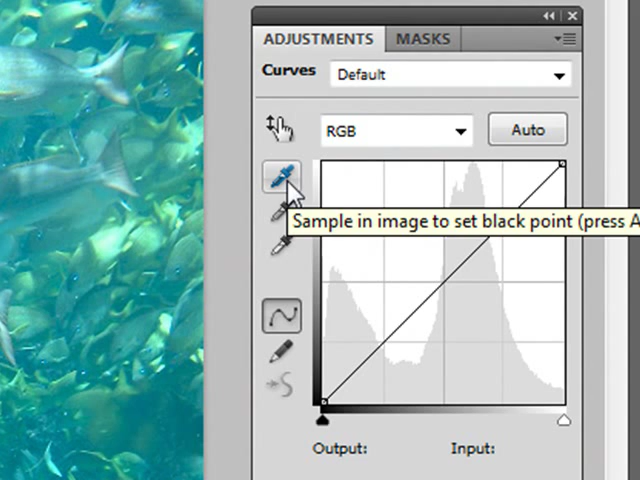 ADJUSTMENTS MASKS
Curves Default
RGB Auto
Sample in image to set black point (press A
Output: Input: